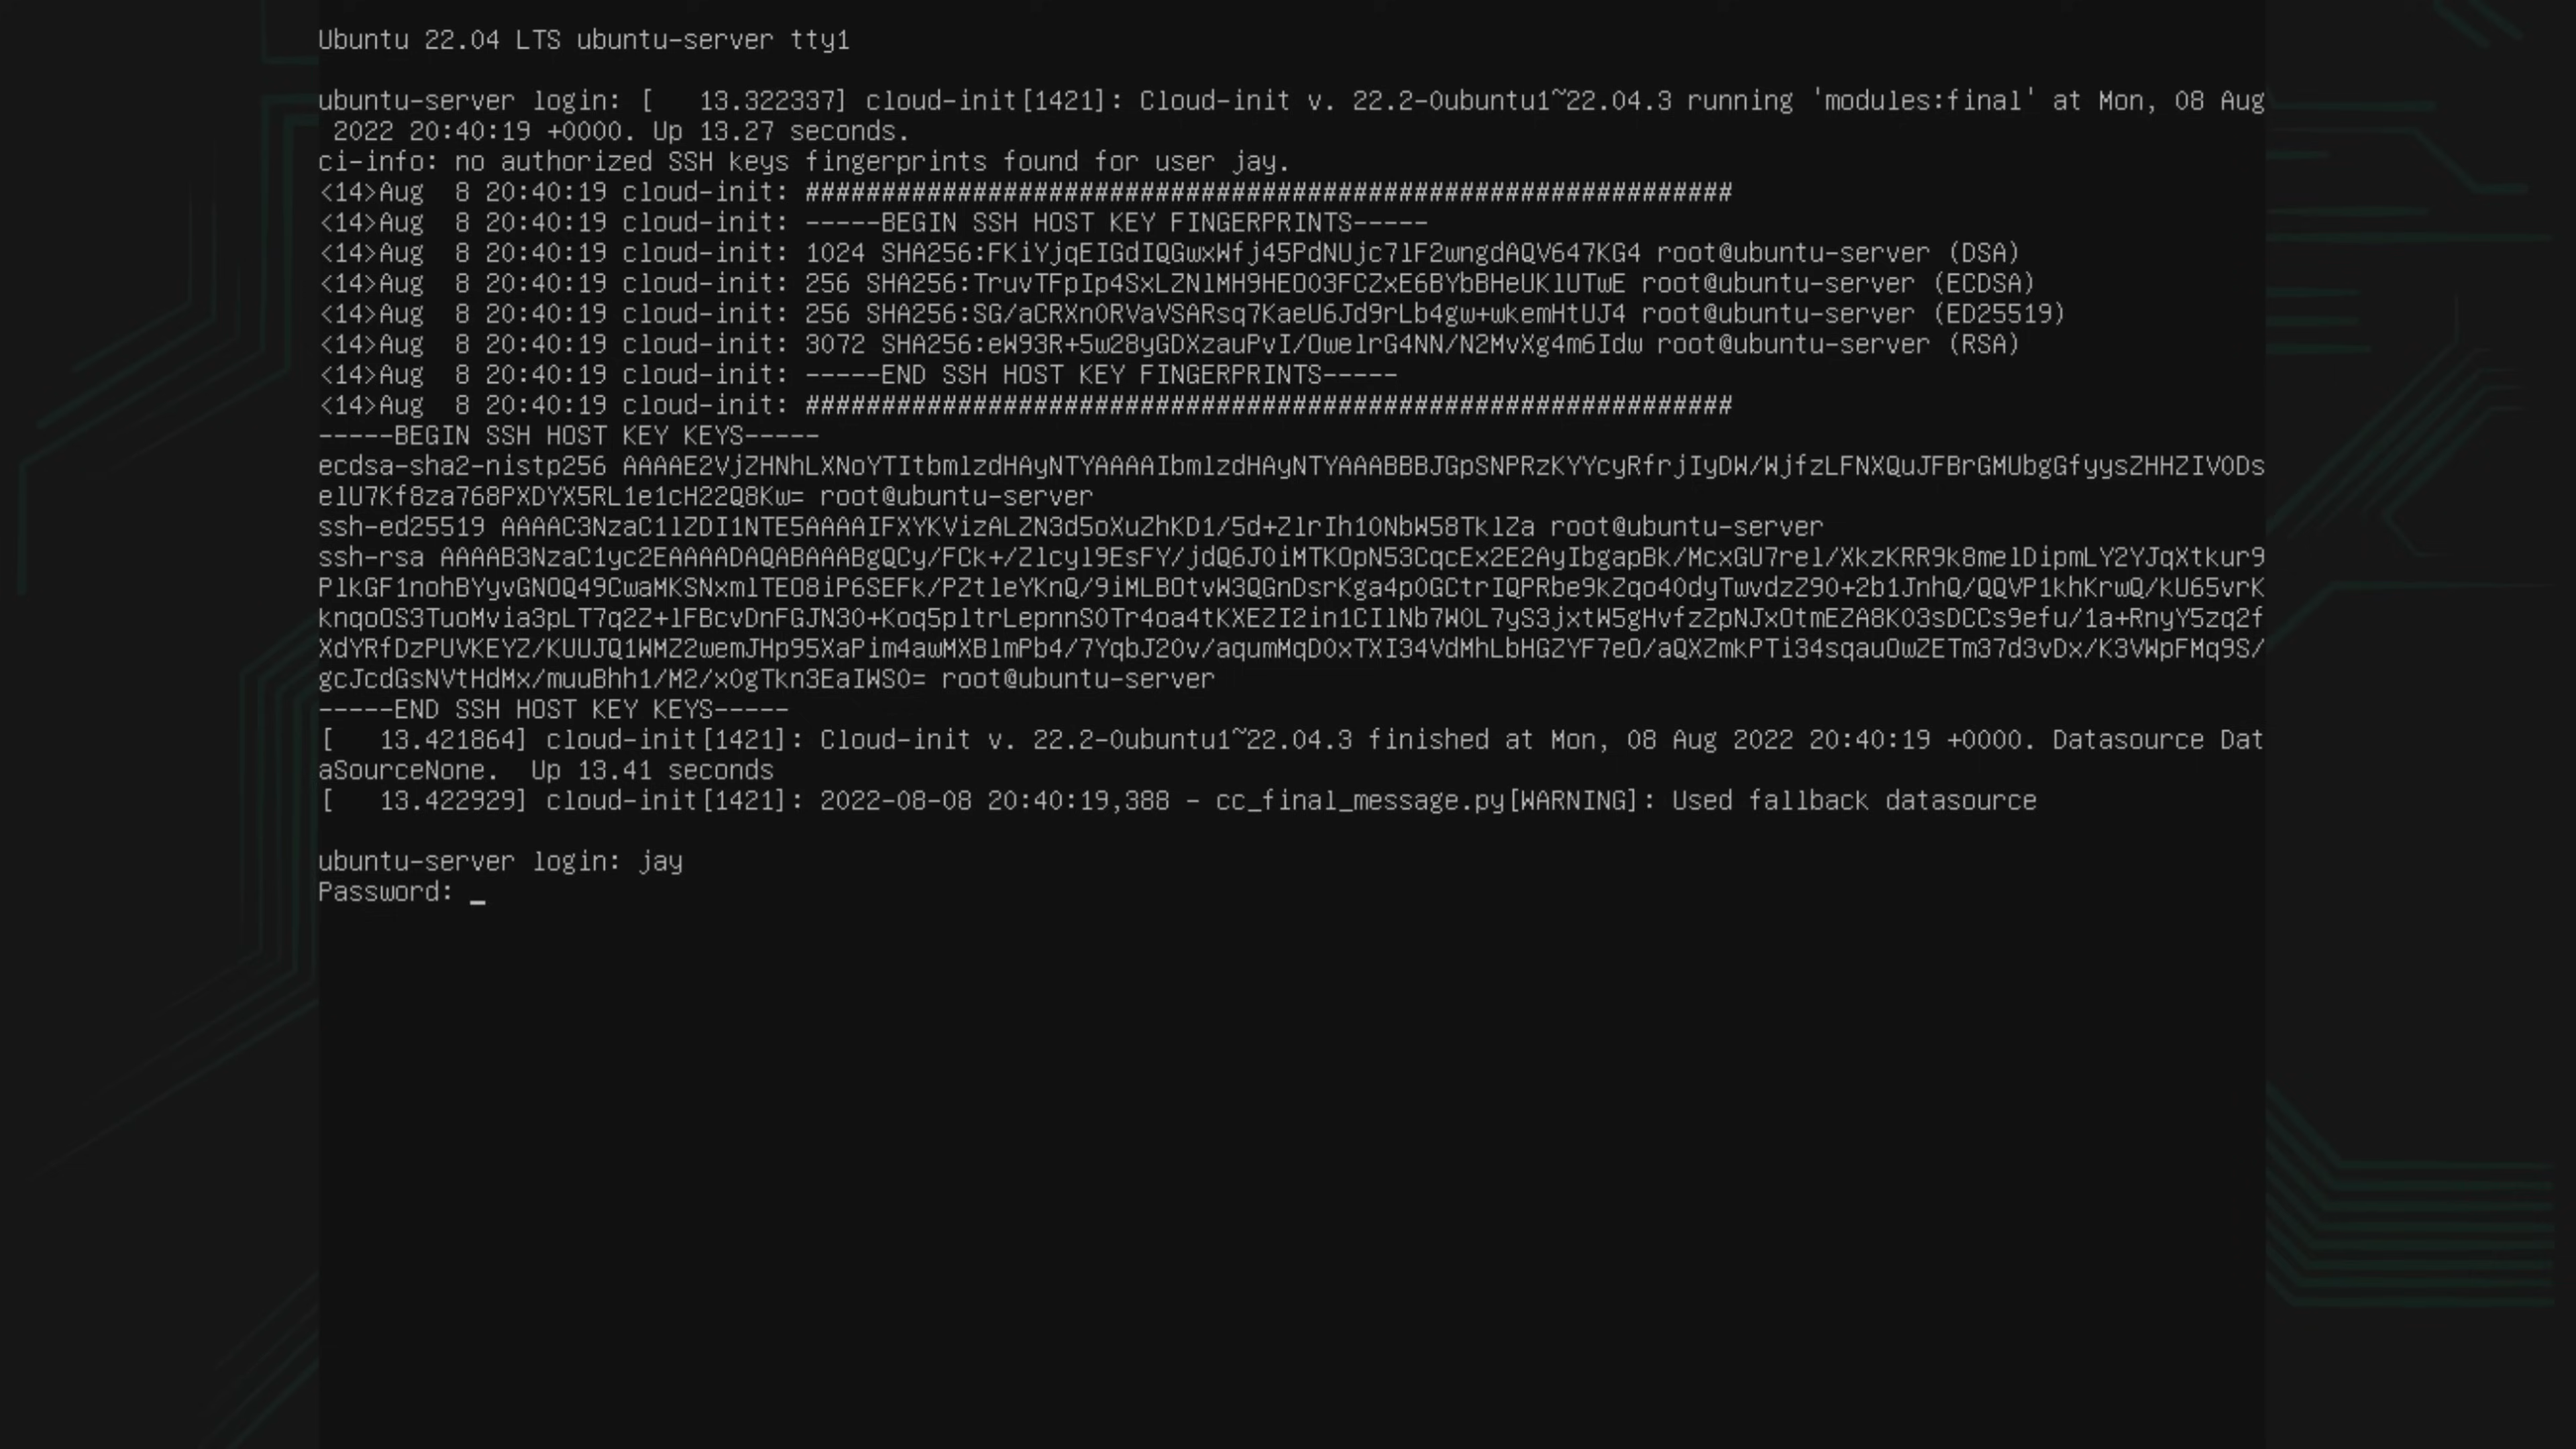 Ubuntu 22.04 LTS ubuntu-server tty1
ubuntu-server login: [   13.322337] cloud-init[1421]: Cloud-init v. 22.2-0ubuntu1~22.04.3 running 'modules:final' at Mon, 08 Aug
2022 20:40:19 +0000. Up 13.27 seconds.
ci-info: no authorized SSH keys fingerprints found for user jay.
<14>Aug  8 20:40:19 cloud-init: #############################################################
<14>Aug  8 20:40:19 cloud-init: -----BEGIN SSH HOST KEY FINGERPRINTS-----
<14>Aug  8 20:40:19 cloud-init: 1024 SHA256:FKiYjqEIGdIQGwxWfj45PdNUjc7lF2wngdAQV647KG4 root@ubuntu-server (DSA)
<14>Aug  8 20:40:19 cloud-init: 256 SHA256:TruvTFpIp4SxLZNlMH9HEO03FCZxE6BYbBHeUKlUTwE root@ubuntu-server (ECDSA)
<14>Aug  8 20:40:19 cloud-init: 256 SHA256:SG/aCRXn0RVaVSARsq7KaeU6Jd9rLb4gw+wkemHtUJ4 root@ubuntu-server (ED25519)
<14>Aug  8 20:40:19 cloud-init: 3072 SHA256:eW93R+5w28yGDXzauPvI/OwelrG4NN/N2MvXg4m6Idw root@ubuntu-server (RSA)
<14>Aug  8 20:40:19 cloud-init: -----END SSH HOST KEY FINGERPRINTS-----
<14>Aug  8 20:40:19 cloud-init: #############################################################
-----BEGIN SSH HOST KEY KEYS-----
ecdsa-sha2-nistp256 AAAAE2VjZHNhLXNoYTItbmlzdHAyNTYAAAAIbmlzdHAyNTYAAABBBJGpSNPRzKYYcyRfrjIyDW/WjfzLFNXQuJFBrGMUbgGfyysZHHZIVODs
elU7Kf8za768PXDYX5RL1e1cH22Q8Kw= root@ubuntu-server
ssh-ed25519 AAAAC3NzaC1lZDI1NTE5AAAAIFXYKVizALZN3d5oXuZhKD1/5d+ZlrIh1ONbW58TklZa root@ubuntu-server
ssh-rsa AAAAB3NzaC1yc2EAAAADAQABAAABgQCy/FCk+/Zlcyl9EsFY/jdQ6J0iMTKOpN53CqcEx2E2AyIbgapBk/McxGU7rel/XkzKRR9k8melDipmLY2YJqXtkur9
PlkGF1nohBYyvGNOQ49CwaMKSNxmlTEO8iP6SEFk/PZtleYKnQ/9iMLBOtvW3QGnDsrKga4p0GCtrIQPRbe9kZqo40dyTwvdzZ90+2b1JnhQ/QQVP1khKrwQ/kU65vrK
knqoOS3TuoMvia3pLT7q2Z+lFBcvDnFGJN30+Koq5pltrLepnnS0Tr4oa4tKXEZI2in1CIlNb7W0L7yS3jxtW5gHvfzZpNJxOtmEZA8K03sDCCs9efu/1a+RnyY5zq2f
XdYRfDzPUVKEYZ/KUUJQ1WMZ2wemJHp95XaPim4awMXBlmPb4/7YqbJ20v/aqumMqD0xTXI34VdMhLbHGZYF7eO/aQXZmkPTi34sqauOwZETm37d3vDx/K3VWpFMq9S/
gcJcdGsNVtHdMx/muuBhh1/M2/x0gTkn3EaIWS0= root@ubuntu-server
-----END SSH HOST KEY KEYS-----
[   13.421864] cloud-init[1421]: Cloud-init v. 22.2-0ubuntu1~22.04.3 finished at Mon, 08 Aug 2022 20:40:19 +0000. Datasource Dat
aSourceNone.  Up 13.41 seconds
[   13.422929] cloud-init[1421]: 2022-08-08 20:40:19,388 - cc_final_message.py[WARNING]: Used fallback datasource
ubuntu-server login: jay
Password: _